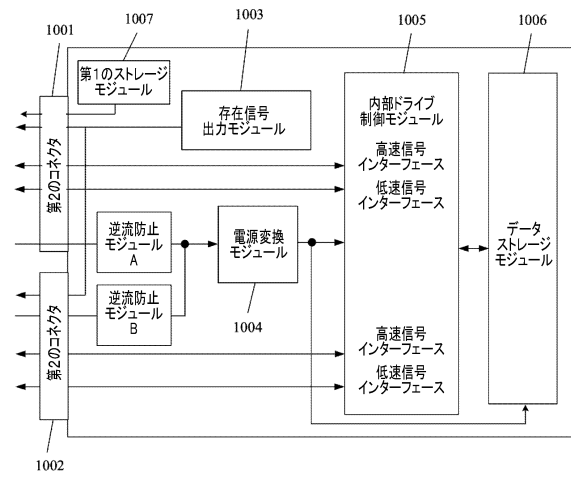 1001
1007
1003
1005
1006
第1のストレージ
モジュール
存在信号
出力モジュール
内部ドライブ
制御モジュール
第2のコネクタ
高速信号
インターフェース
低速信号
インターフェース
逆流防止
モジュール
A
電源変換
モジュール
データ
ストレージ
モジュール
逆流防止
モジュール
B
1004
第2のコネクタ
高速信号
インターフェース
低速信号
インターフェース
1002